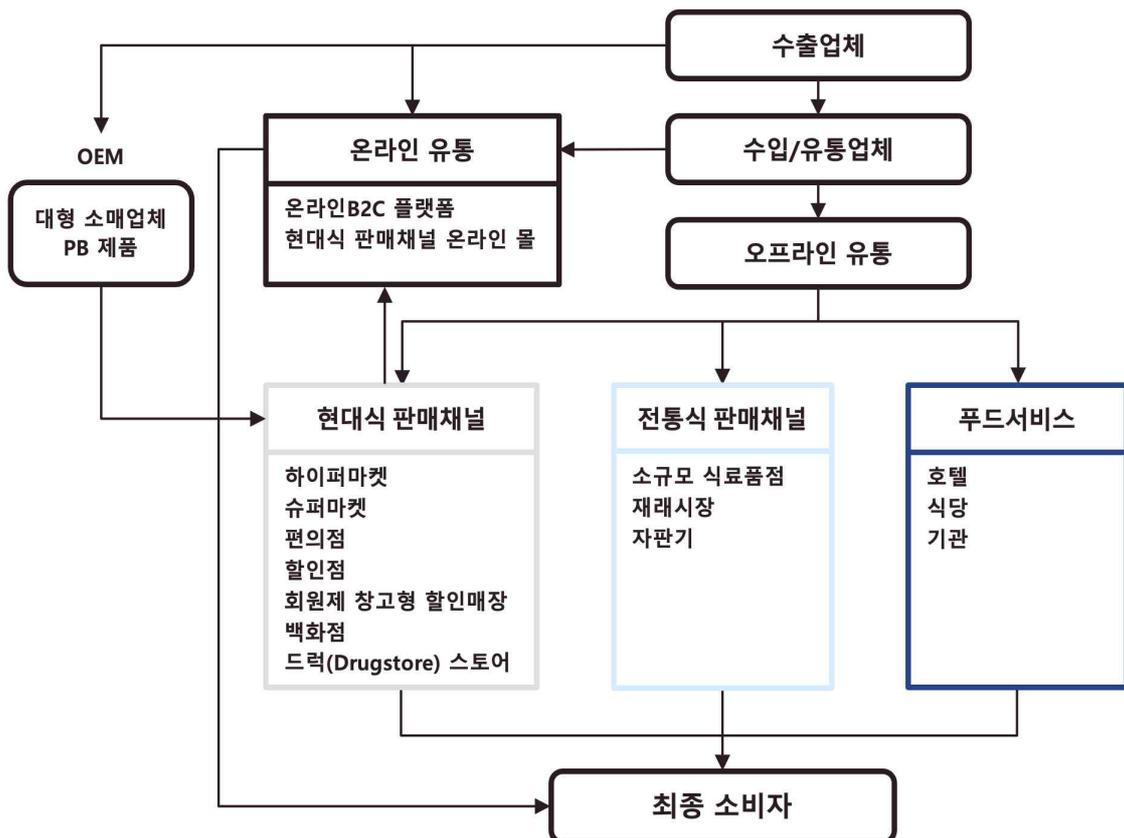 수출업체
OEM
온라인 유통
수입/유통업체
대형 소매업체
PB 제품
온라인B2C 플랫폼
현대식 판매채널 온라인 몰
오프라인 유통
현대식 판매채널
하이퍼마켓
슈퍼마켓
편의점
할인점
회원제 창고형 할인매장
백화점
드럭(Drugstore) 스토어
전통식 판매채널
소규모 식료품점
재래시장
자판기
푸드서비스
호텔
식당
기관
최종 소비자